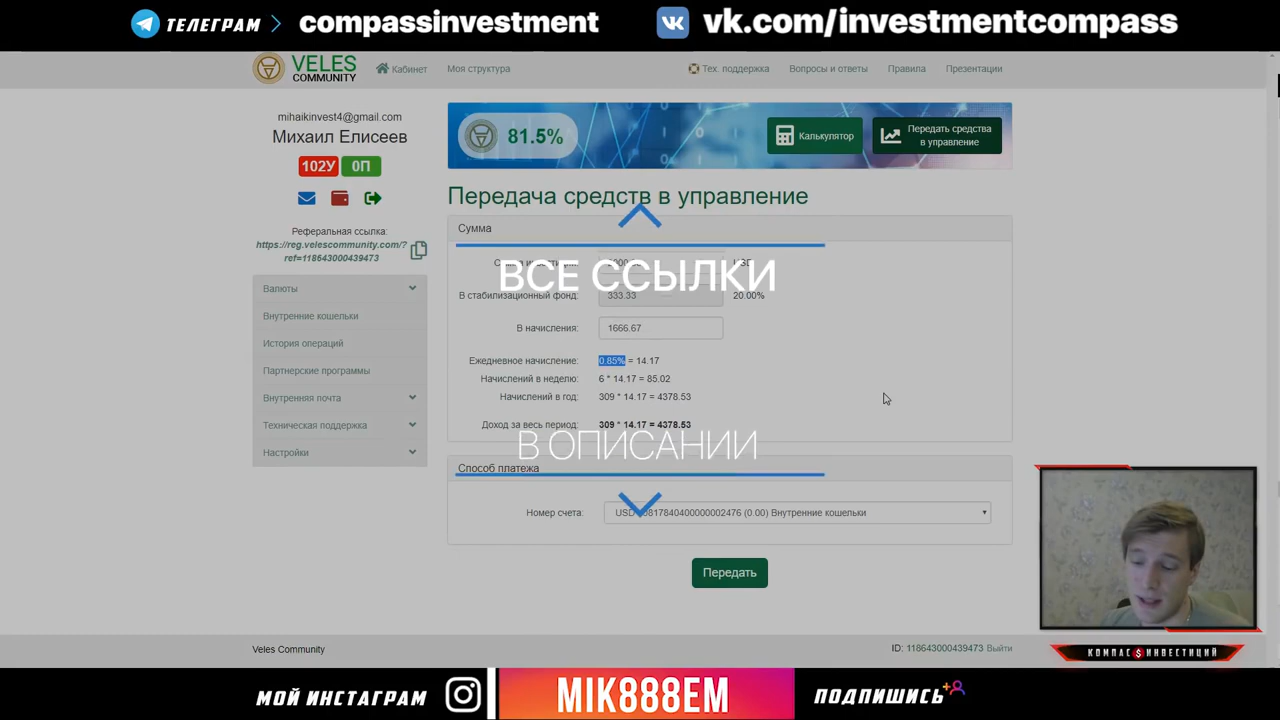 ТЕЛЕГРАМ
compassinvestment
vk.com/investmentcompass
VELES
COMMUNITY
Кабинет
Моя структура
Тех. поддержка
Вопросы и ответы
Правила
Презентации
mihaikinvest4@gmail.com
Михаил Елисеев
102У
0П
Реферальная ссылка:
https://reg.velescommunity.com/?
ref=118643000439473
Валюты
Внутренние кошельки
История операций
Партнерские программы
Внутренняя почта
Техническая поддержка
Настройки
81.5%
Калькулятор
Передать средства
в управление
Передача средств в управление
Сумма
ВСЕ ССЫЛКИ
В стабилизационный фонд:
333.33
20.00%
В начисления:
1666.67
Ежедневное начисление:
0.85% = 14.17
Начислений в неделю:
6 * 14.17 = 85.02
Начислений в год:
309 * 14.17 = 4378.53
Доход за весь период:
309 * 14.17 = 4378.53
В ОПИСАНИИ
Способ платежа
Номер счета:
(0.00) Внутренние кошельки
Передать
Veles Community
ID: 118643000439473 Выйти
КОМПАС $ ИНВЕСТИЦИЙ
МОЙ ИНСТАГРАМ
MIK888EM
ПОДПИШИСЬ